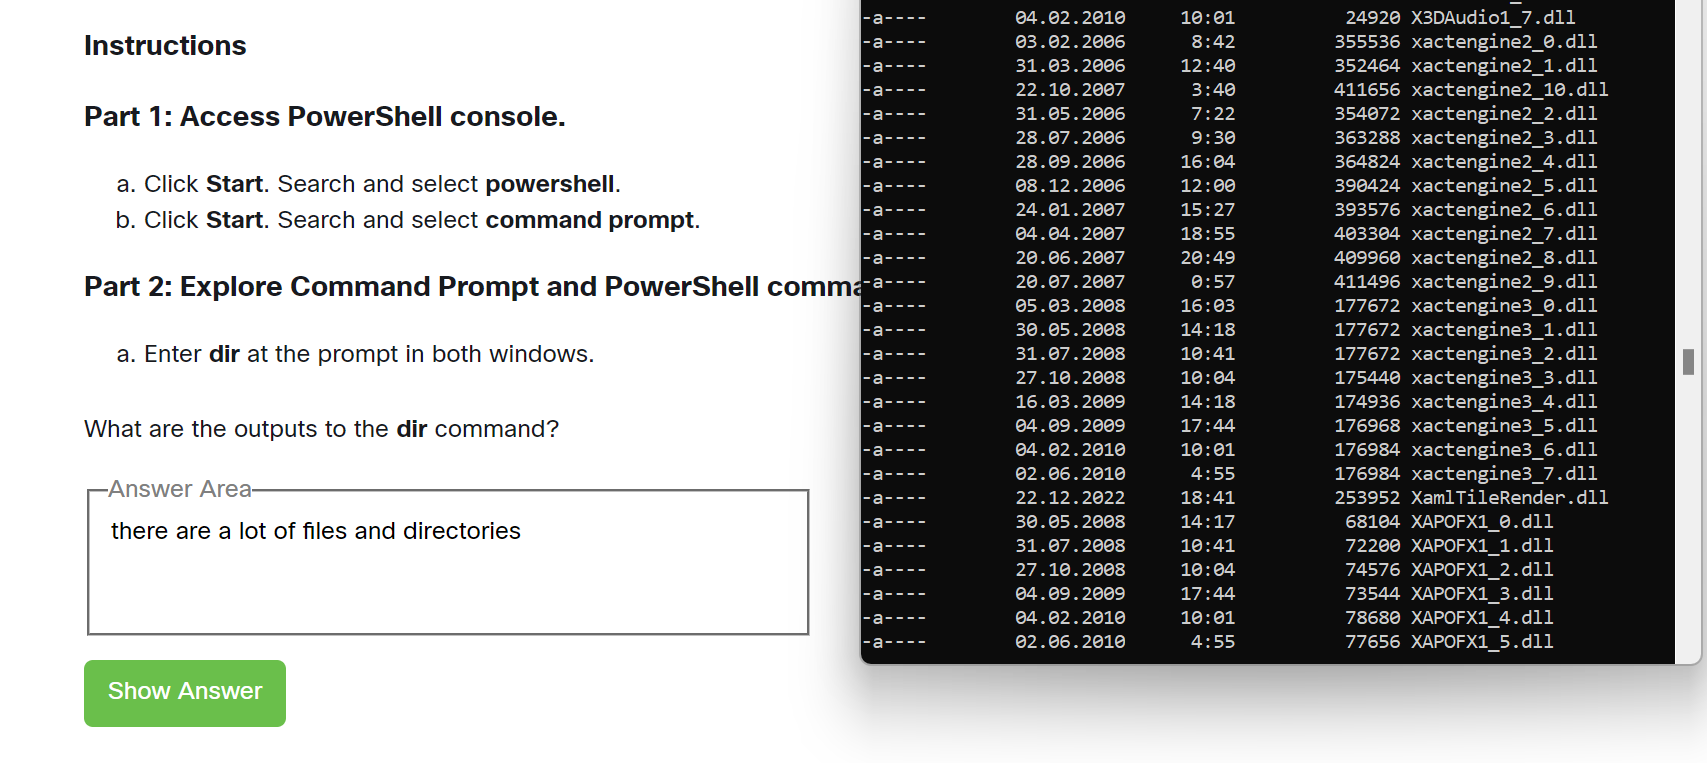 Instructions
Part 1: Access PowerShell console.
a. Click Start. Search and select powershell.
b. Click Start. Search and select command prompt.
Part 2: Explore Command Prompt and PowerShell comma
a. Enter dir at the prompt in both windows.
What are the outputs to the dir command?
Answer Area
there are a lot of files and directories
Show Answer
-a---- 04.02.2010 10:01 24920 X3DAudio1_7.dll
-a---- 03.02.2006 8:42 355536 xactengine2_0.dll
-a---- 31.03.2006 12:40 352464 xactengine2_1.dll
-a---- 22.10.2007 3:40 411656 xactengine2_10.dll
-a---- 31.05.2006 7:22 354072 xactengine2_2.dll
-a---- 28.07.2006 9:30 363288 xactengine2_3.dll
-a---- 28.09.2006 16:04 364824 xactengine2_4.dll
-a---- 08.12.2006 12:00 390424 xactengine2_5.dll
-a---- 24.01.2007 15:27 393576 xactengine2_6.dll
-a---- 04.04.2007 18:55 403304 xactengine2_7.dll
-a---- 20.06.2007 20:49 409960 xactengine2_8.dll
-a---- 20.07.2007 0:57 411496 xactengine2_9.dll
-a---- 05.03.2008 16:03 177672 xactengine3_0.dll
-a---- 30.05.2008 14:18 177672 xactengine3_1.dll
-a---- 31.07.2008 10:41 177672 xactengine3_2.dll
-a---- 27.10.2008 10:04 175440 xactengine3_3.dll
-a---- 16.03.2009 14:18 174936 xactengine3_4.dll
-a---- 04.09.2009 17:44 176968 xactengine3_5.dll
-a---- 04.02.2010 10:01 176984 xactengine3_6.dll
-a---- 02.06.2010 4:55 176984 xactengine3_7.dll
-a---- 22.12.2022 18:41 253952 XamlTileRender.dll
-a---- 30.05.2008 14:17 68104 XAPOFX1_0.dll
-a---- 31.07.2008 10:41 72200 XAPOFX1_1.dll
-a---- 27.10.2008 10:04 74576 XAPOFX1_2.dll
-a---- 04.09.2009 17:44 73544 XAPOFX1_3.dll
-a---- 04.02.2010 10:01 78680 XAPOFX1_4.dll
-a---- 02.06.2010 4:55 77656 XAPOFX1_5.dll